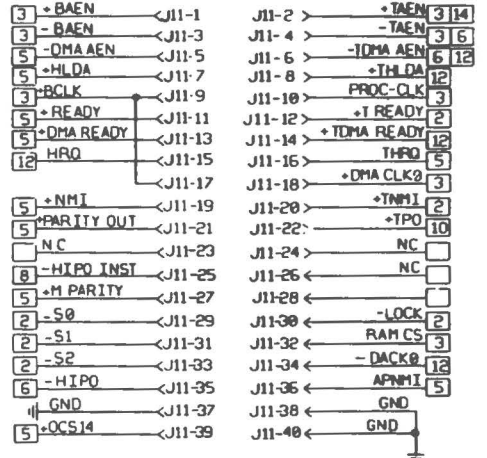 3 + BAEN J11-1 J11-2 + TAEN 3 14
3 - BAEN J11-3 J11-4 - TAEN 3 6
5 -DMA AEN J11-5 J11-6 -TDMA AEN 6 12
5 +HLDA J11-7 J11-8 +THLDA 12
3 +BCLK J11-9 J11-10 PROC-CLK 3
5 + READY J11-11 J11-12 +T READY 2
5 +DMA READY J11-13 J11-14 + TDMA READY 12
12 HRQ J11-15 J11-16 THRQ 5
J11-17 J11-18 +DMA CLK0 3
5 +NMI J11-19 J11-20 +TNMI 2
5 +PARITY OUT J11-21 J11-22 +TPO 10
NC J11-23 J11-24 NC
8 -HIPO INST J11-25 J11-26 NC
5 +M PARITY J11-27 J11-28
2 -S0 J11-29 J11-30 -LOCK 2
2 -S1 J11-31 J11-32 RAM CS 3
2 -S2 J11-33 J11-34 - DACK0 12
6 -HIPO J11-35 J11-36 APNMI 5
GND J11-37 J11-38 GND
5 +OCS14 J11-39 J11-40 GND